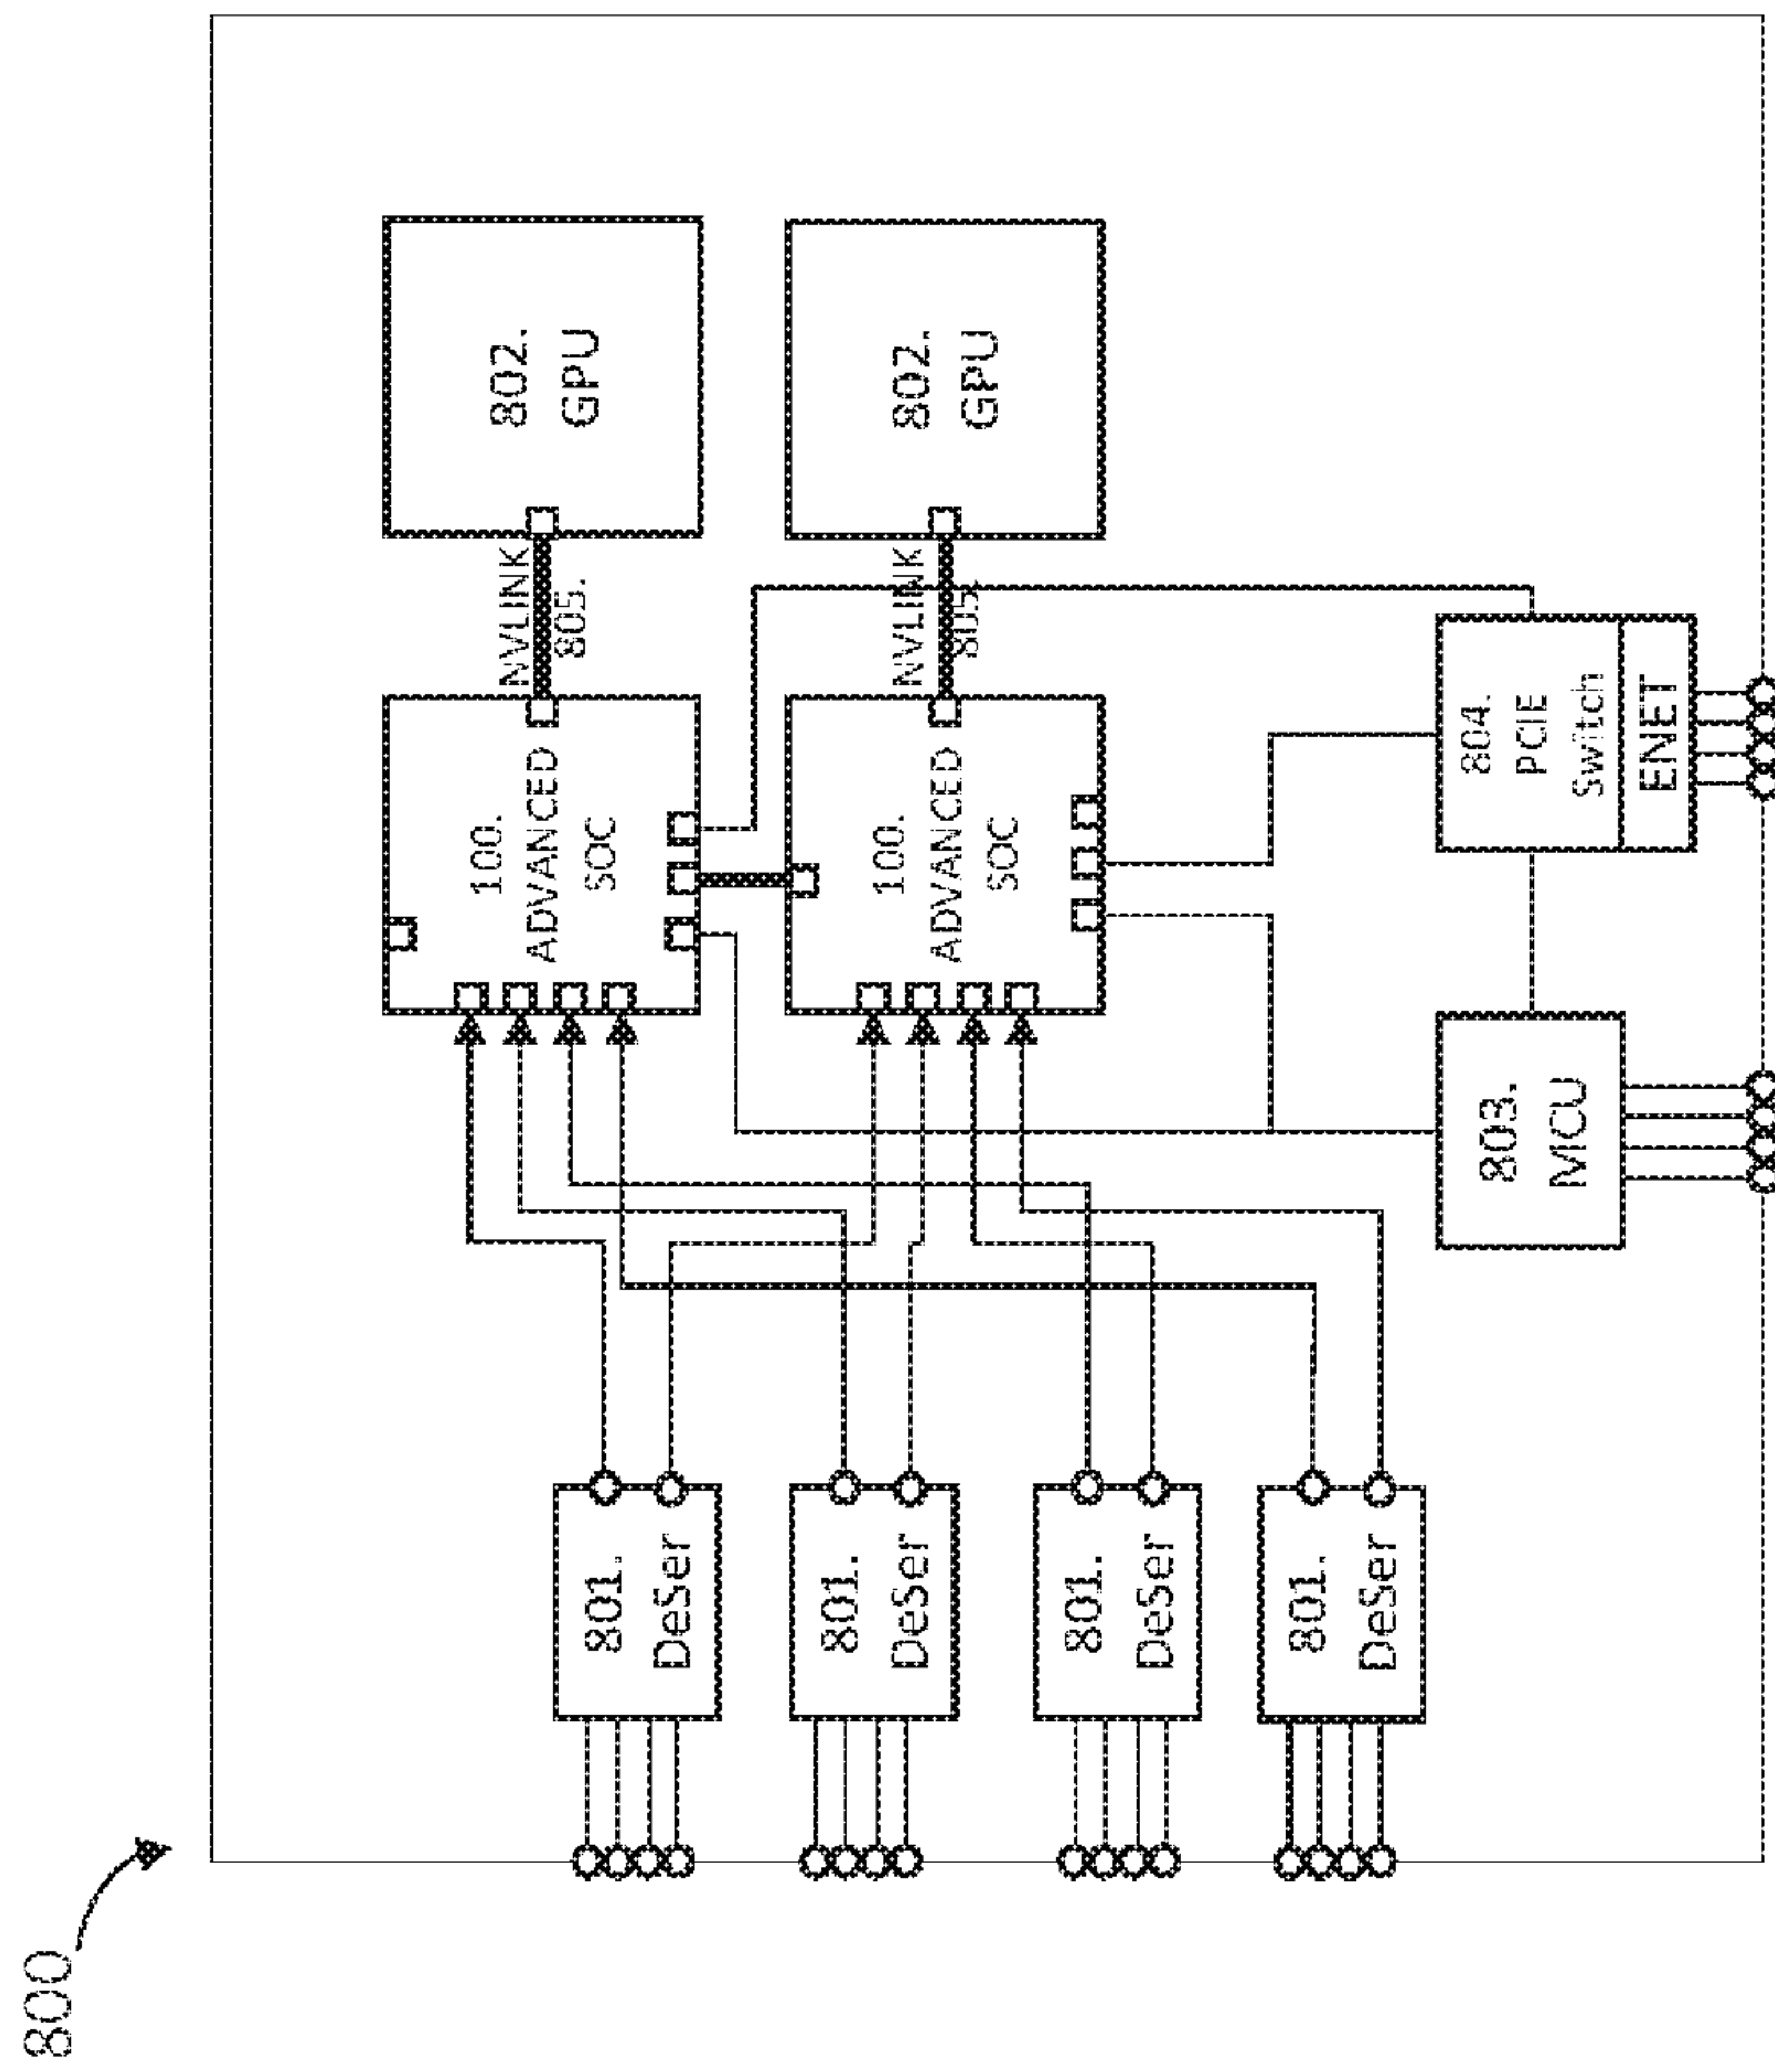 800
801.
DeSer
801.
DeSer
801.
DeSer
801.
DeSer
100.
ADVANCED
SOC
NVLINK
805.
802.
GPU
100.
ADVANCED
SOC
NVLINK
805.
802.
GPU
803.
MCU
804.
PCIE
Switch
ENET